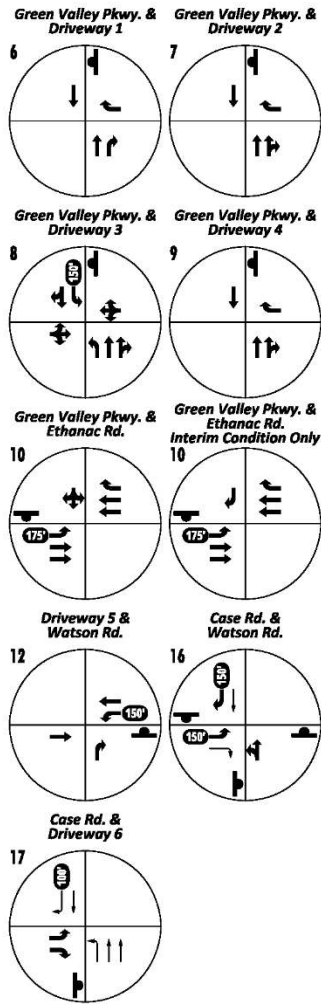 Green Valley Pkwy. &
Driveway 1
6
Green Valley Pkwy. &
Driveway 2
7
Green Valley Pkwy. &
Driveway 3
8
150'
Green Valley Pkwy. &
Driveway 4
9
Green Valley Pkwy. &
Ethanac Rd.
10
175'
Green Valley Pkwy. &
Ethanac Rd.
Interim Condition Only
10
175'
Driveway 5 &
Watson Rd.
12
150'
Case Rd. &
Watson Rd.
16
150'
150'
Case Rd. &
Driveway 6
17
100'